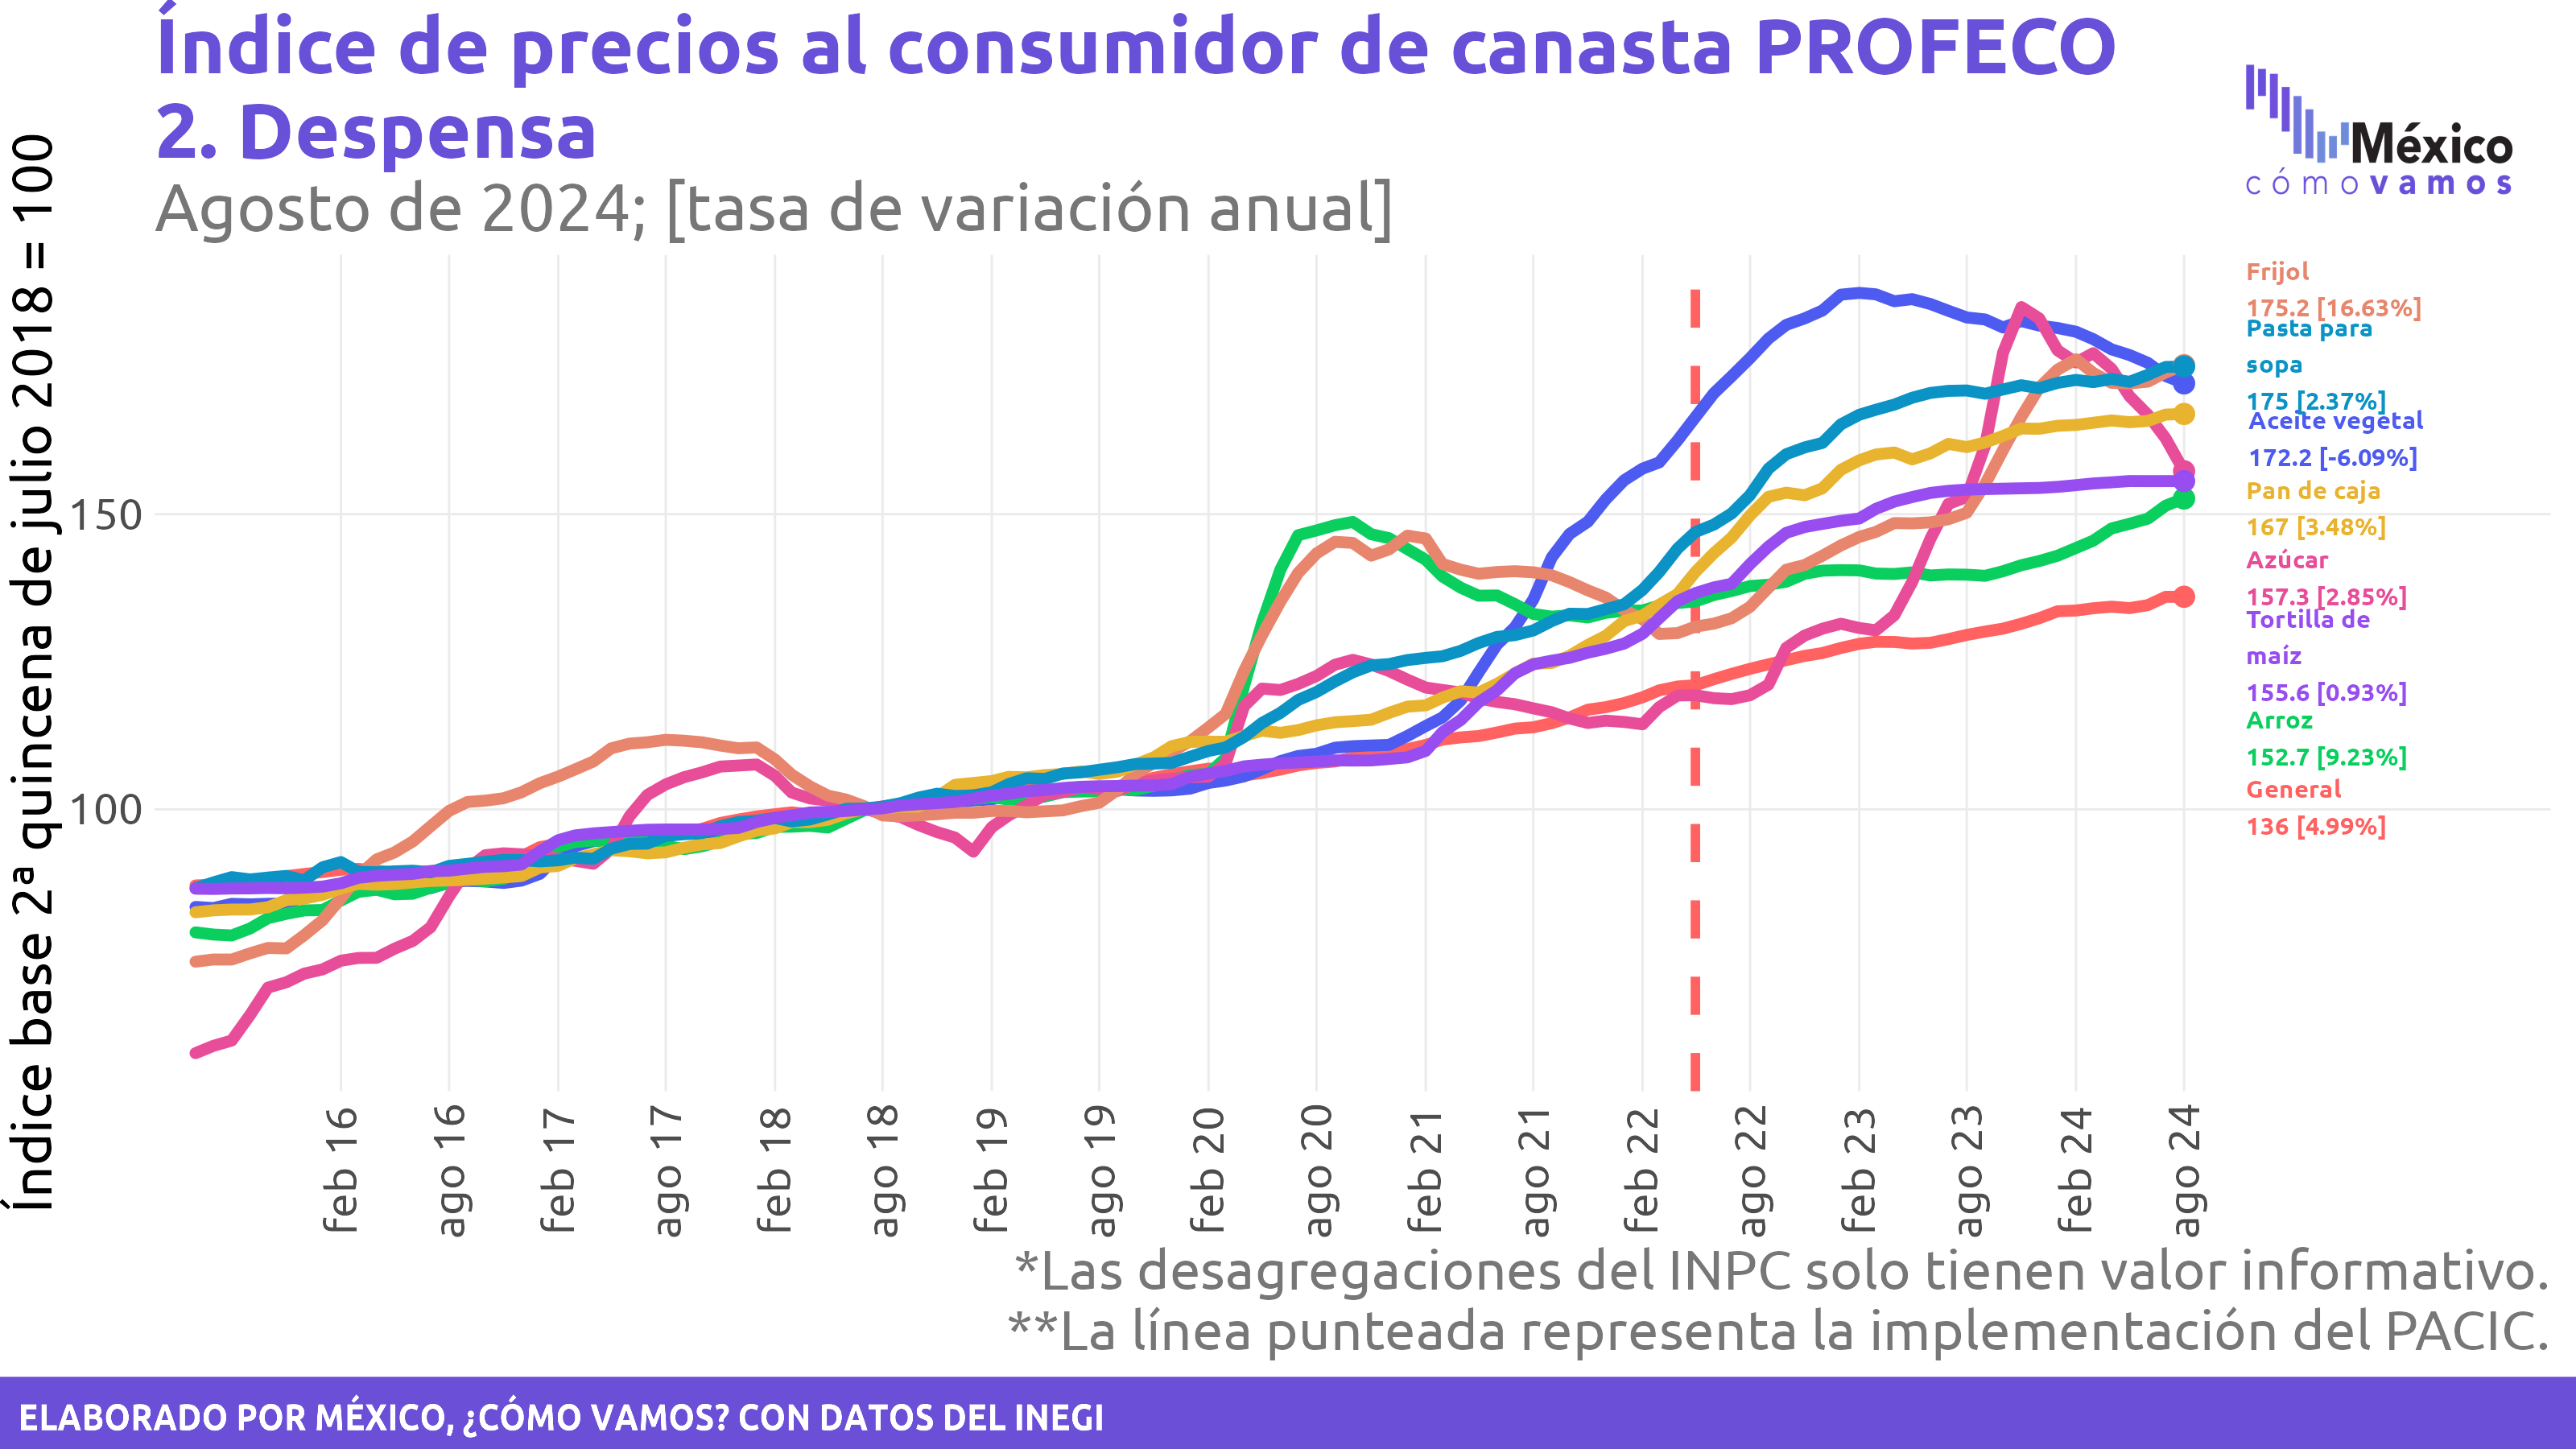 Índice de precios al consumidor de canasta PROFECO
2. Despensa
Agosto de 2024; [tasa de variación anual]
México
cómo vamos
Índice base 2ª quincena de julio 2018 = 100
150
100
Frijol
175.2 [16.63%]
Pasta para
sopa
175 [2.37%]
Aceite vegetal
172.2 [-6.09%]
Pan de caja
167 [3.48%]
Azúcar
157.3 [2.85%]
Tortilla de
maíz
155.6 [0.93%]
Arroz
152.7 [9.23%]
General
136 [4.99%]
feb 16
ago 16
feb 17
ago 17
feb 18
ago 18
feb 19
ago 19
feb 20
ago 20
feb 21
ago 21
feb 22
ago 22
feb 23
ago 23
feb 24
ago 24
*Las desagregaciones del INPC solo tienen valor informativo.
**La línea punteada representa la implementación del PACIC.
ELABORADO POR MÉXICO, ¿CÓMO VAMOS? CON DATOS DEL INEGI